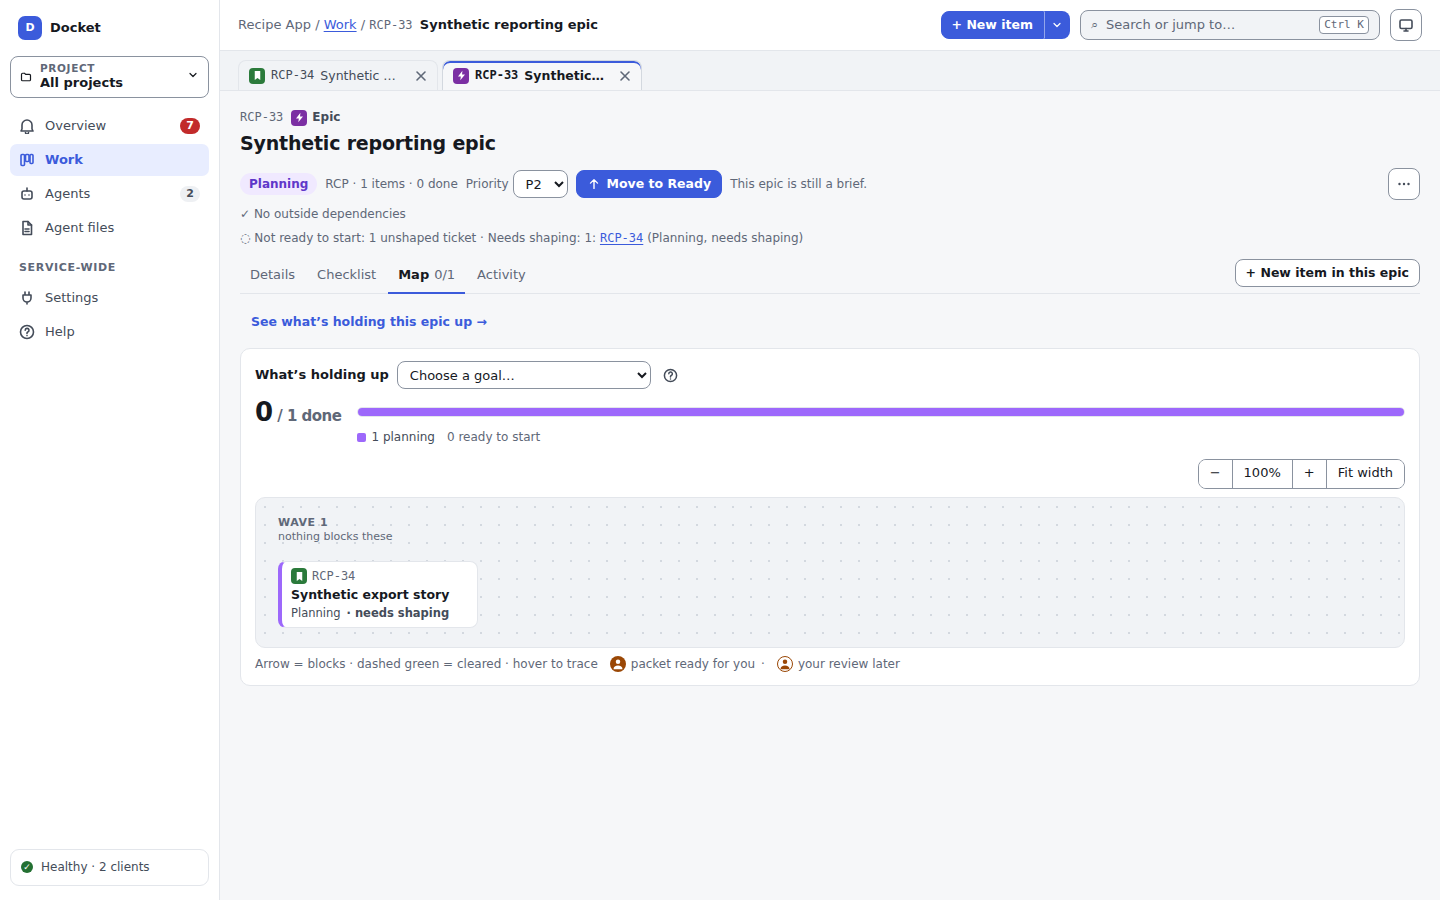 D Docket
PROJECT
All projects
Overview 7
Work
Agents 2
Agent files
SERVICE-WIDE
Settings
Help
Healthy · 2 clients
Recipe App / Work / RCP-33 Synthetic reporting epic
+ New item
Search or jump to… Ctrl K
RCP-34 Synthetic …
RCP-33 Synthetic…
RCP-33 Epic
Synthetic reporting epic
Planning RCP · 1 items · 0 done Priority P2 Move to Ready This epic is still a brief.
✓ No outside dependencies
Not ready to start: 1 unshaped ticket · Needs shaping: 1: RCP-34 (Planning, needs shaping)
Details Checklist Map 0/1 Activity
+ New item in this epic
See what’s holding this epic up →
What’s holding up Choose a goal…
0 / 1 done
1 planning 0 ready to start
− 100% + Fit width
WAVE 1
nothing blocks these
RCP-34
Synthetic export story
Planning · needs shaping
Arrow = blocks · dashed green = cleared · hover to trace packet ready for you · your review later